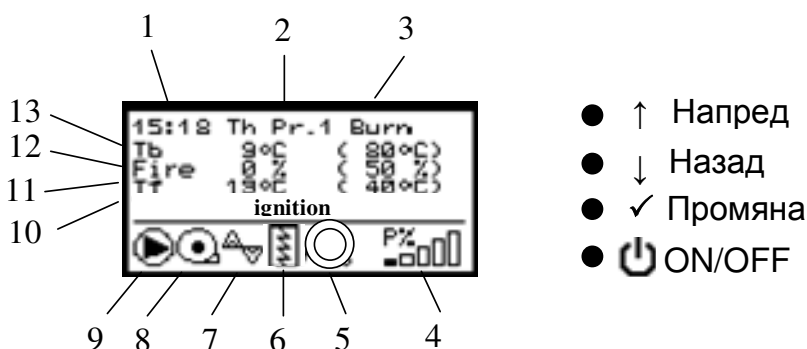 1 2 3
13
12
11
10
15:18 Th Pr.1 Burn
Tb 9°C ( 80°C)
Fire 0 % ( 50 %)
Tf 19°C ( 40°C)
ignition
P%
9 8 7 6 5 4
↑ Напред
↓ Назад
✓ Промяна
ON/OFF